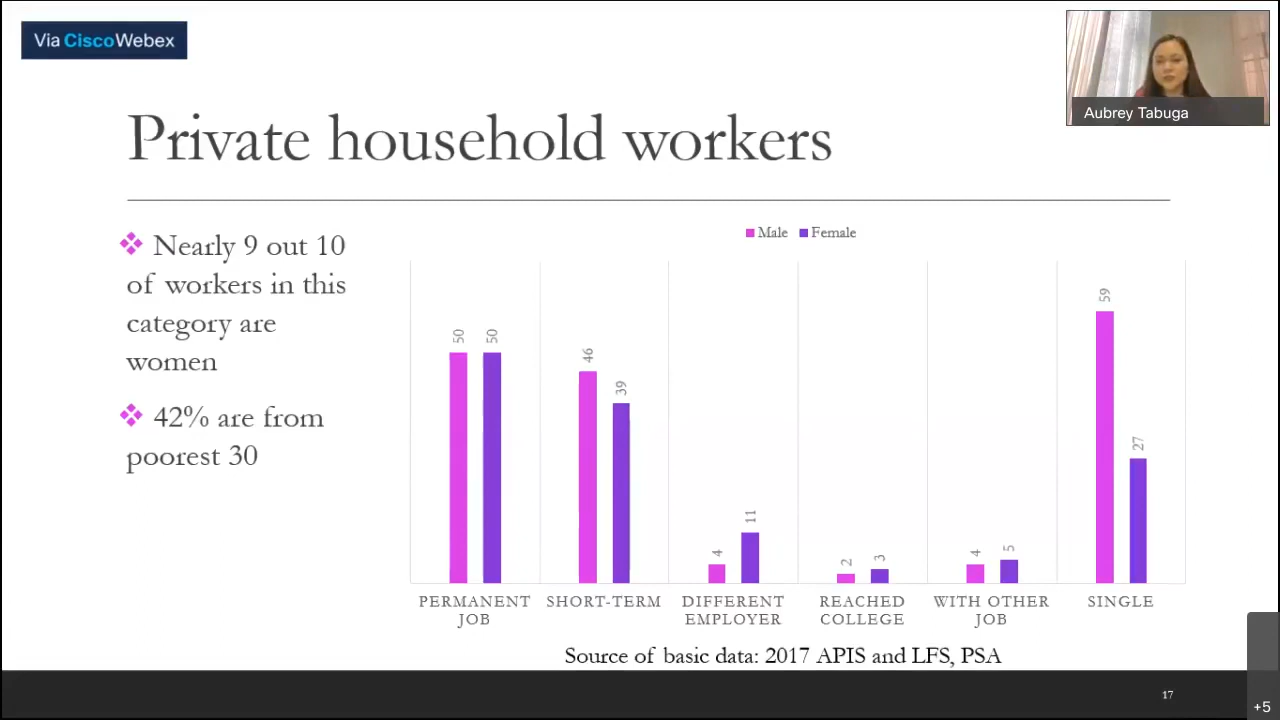 Via CiscoWebex
Aubrey Tabuga
Private household workers
Nearly 9 out 10
of workers in this
category are
women
42% are from
poorest 30
Male Female
50 50 46 39 4 11 2 3 4 5 59 27
PERMANENT JOB
SHORT-TERM
DIFFERENT EMPLOYER
REACHED COLLEGE
WITH OTHER JOB
SINGLE
Source of basic data: 2017 APIS and LFS, PSA
17
+5